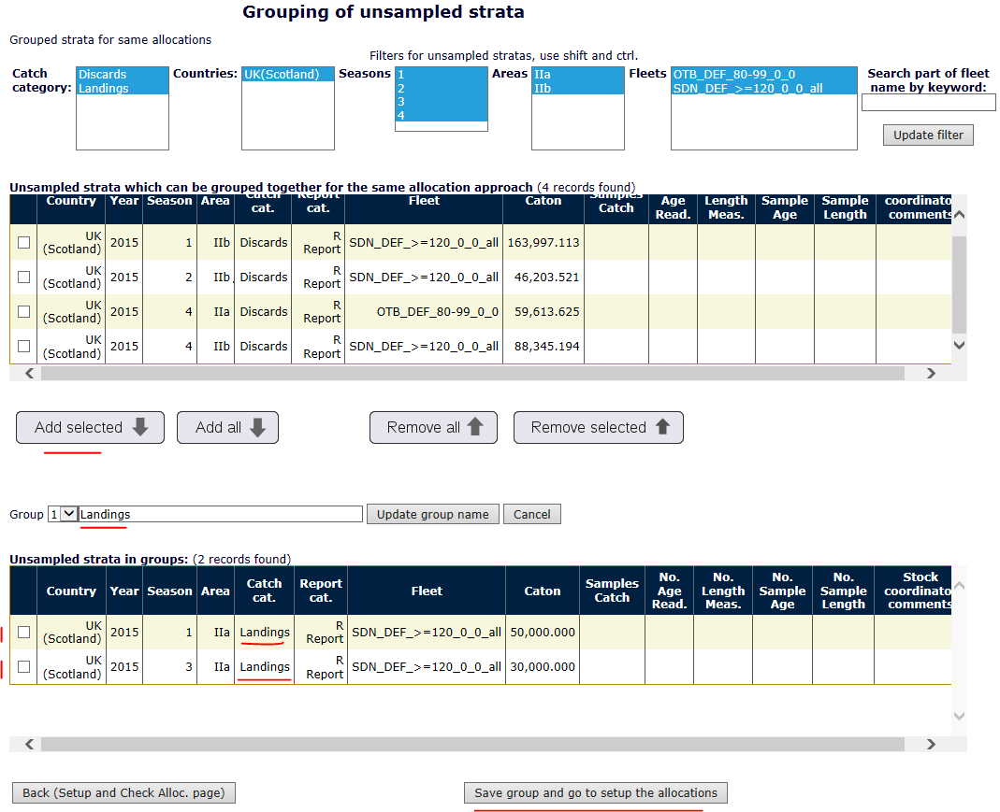 Grouping of unsampled strata
Grouped strata for same allocations
Filters for unsampled stratas, use shift and ctrl.
Catch category: Discards Landings Countries: UK(Scotland) Seasons 1 2 3 4 Areas IIa IIb Fleets OTB_DEF_80-99_0_0 SDN_DEF_>=120_0_0_all Search part of fleet name by keyword:
Update filter
Unsampled strata which can be grouped together for the same allocation approach (4 records found)
Country Year Season Area Catch cat. Report cat. Fleet Caton Samples Catch Age Read. Length Meas. Sample Age Sample Length coordinato comments
UK (Scotland) 2015 1 IIb Discards R Report SDN_DEF_>=120_0_0_all 163,997.113
UK (Scotland) 2015 2 IIb Discards R Report SDN_DEF_>=120_0_0_all 46,203.521
UK (Scotland) 2015 4 IIa Discards R Report OTB_DEF_80-99_0_0 59,613.625
UK (Scotland) 2015 4 IIb Discards R Report SDN_DEF_>=120_0_0_all 88,345.194
Add selected Add all Remove all Remove selected
Group 1 Landings Update group name Cancel
Unsampled strata in groups: (2 records found)
Country Year Season Area Catch cat. Report cat. Fleet Caton Samples Catch No. Age Read. No. Length Meas. No. Sample Age No. Sample Length Stock coordinato comments
UK (Scotland) 2015 1 IIa Landings R Report SDN_DEF_>=120_0_0_all 50,000.000
UK (Scotland) 2015 3 IIa Landings R Report SDN_DEF_>=120_0_0_all 30,000.000
Back (Setup and Check Alloc. page) Save group and go to setup the allocations